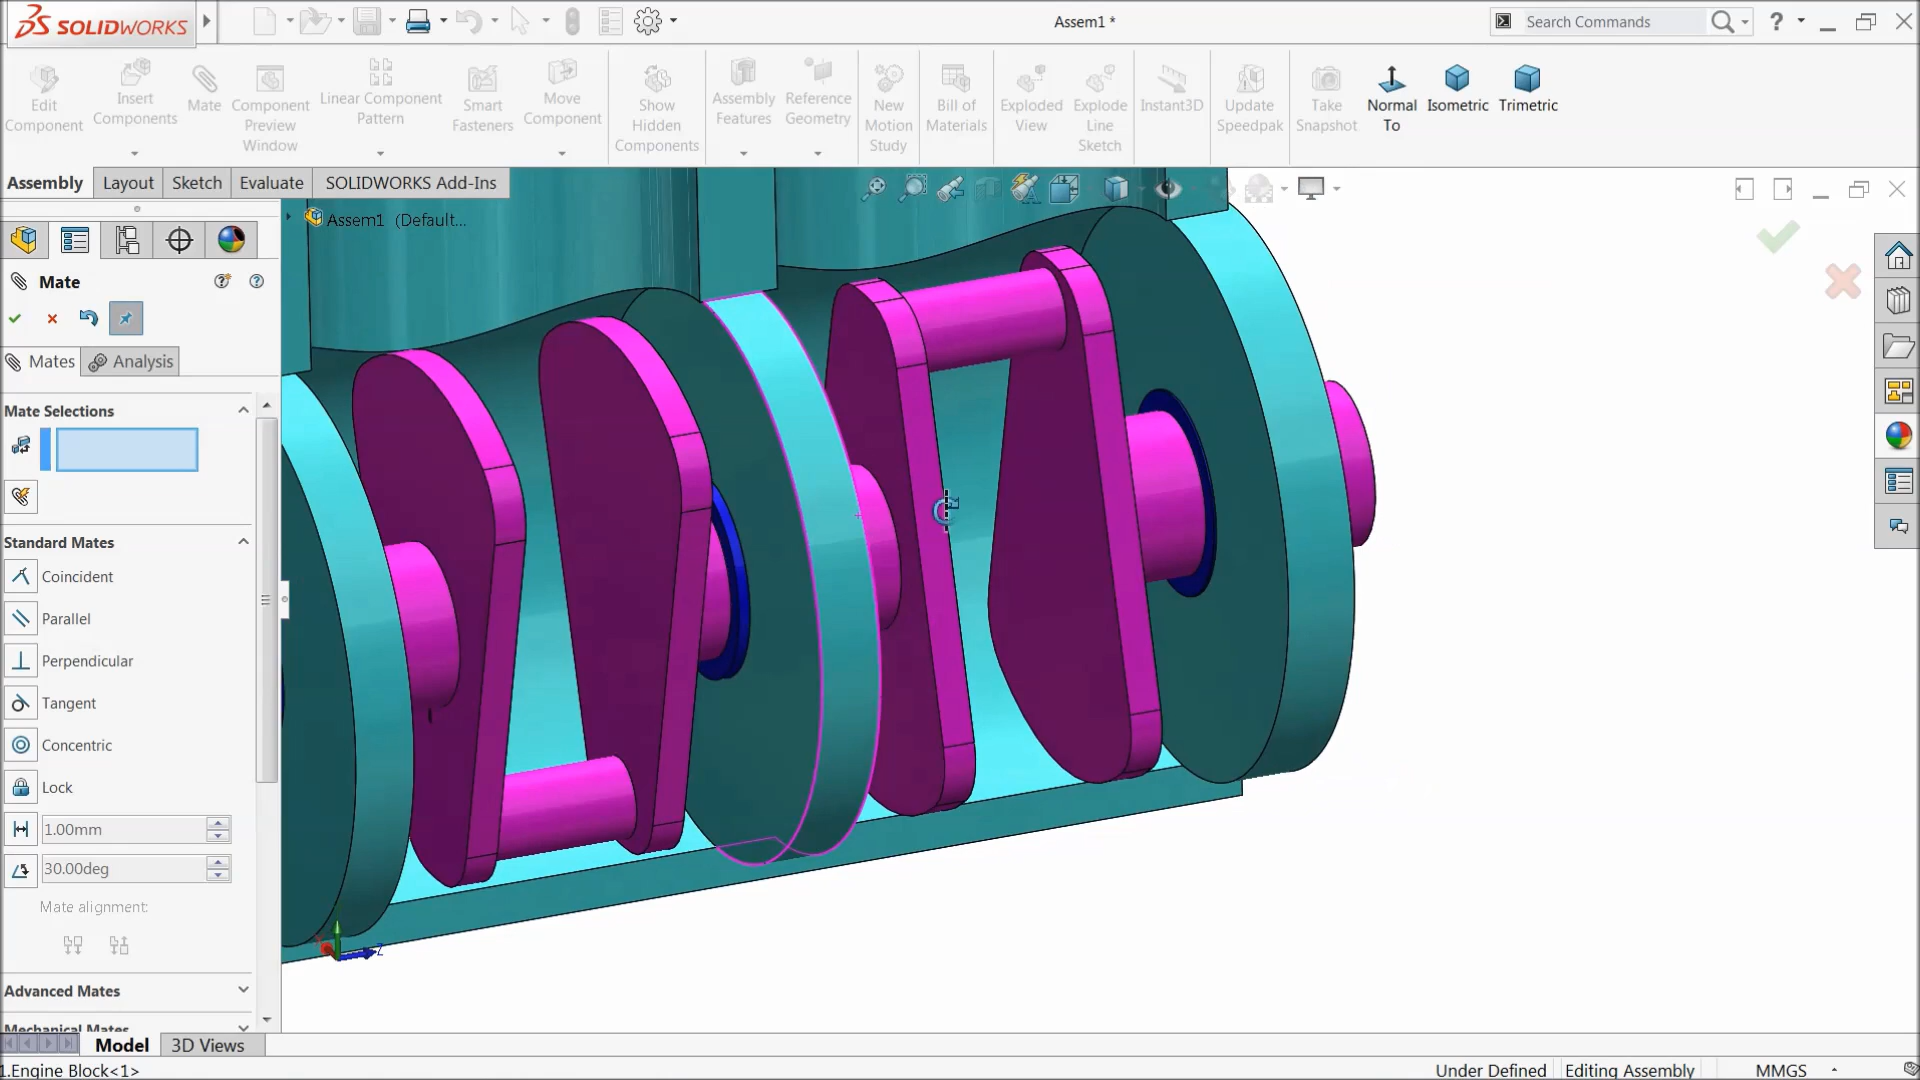 SOLIDWORKS
Assem1 *
Search Commands
?
Edit Component
Insert Components
Mate
Component Preview Window
Linear Component Pattern
Smart Fasteners
Move Component
Show Hidden Components
Assembly Features
Reference Geometry
New Motion Study
Bill of Materials
Exploded View
Explode Line Sketch
Instant3D
Update Speedpak
Take Snapshot
Normal To
Isometric
Trimetric
Assembly
Layout
Sketch
Evaluate
SOLIDWORKS Add-Ins
Assem1 (Default...
Mate
Mates
Analysis
Mate Selections
Standard Mates
Coincident
Parallel
Perpendicular
Tangent
Concentric
Lock
1.00mm
30.00deg
Mate alignment:
Advanced Mates
Mechanical Mates
Z
Model
3D Views
1.Engine Block<1>
Under Defined
Editing Assembly
MMGS